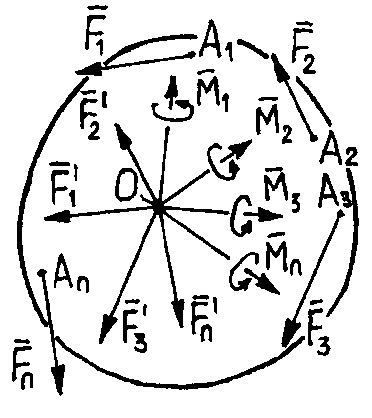 F̄₁ A₁ F̄₂
F̄₂' M̄₁ M̄₂ A₂
F̄₁' O M̄₃ A₃
Aₙ M̄ₙ
F̄ₙ F̄₃' F̄ₙ' F̄₃